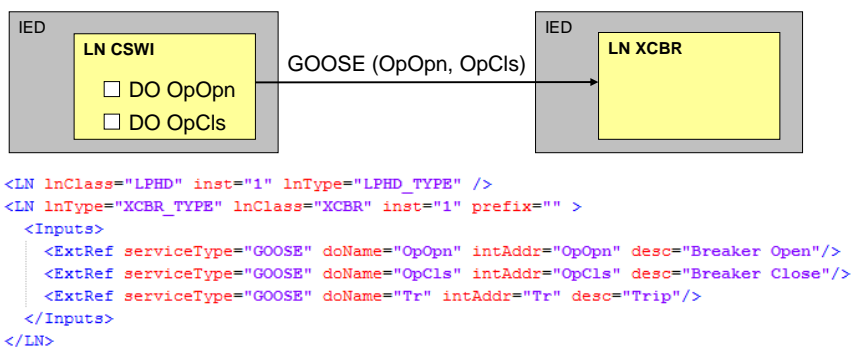 IED
LN CSWI
DO OpOpn
DO OpCls
GOOSE (OpOpn, OpCls)
IED
LN XCBR
<LN lnClass="LPHD" inst="1" lnType="LPHD_TYPE" />
<LN lnType="XCBR_TYPE" lnClass="XCBR" inst="1" prefix="" >
<Inputs>
<ExtRef serviceType="GOOSE" doName="OpOpn" intAddr="OpOpn" desc="Breaker Open"/>
<ExtRef serviceType="GOOSE" doName="OpCls" intAddr="OpCls" desc="Breaker Close"/>
<ExtRef serviceType="GOOSE" doName="Tr" intAddr="Tr" desc="Trip"/>
</Inputs>
</LN>